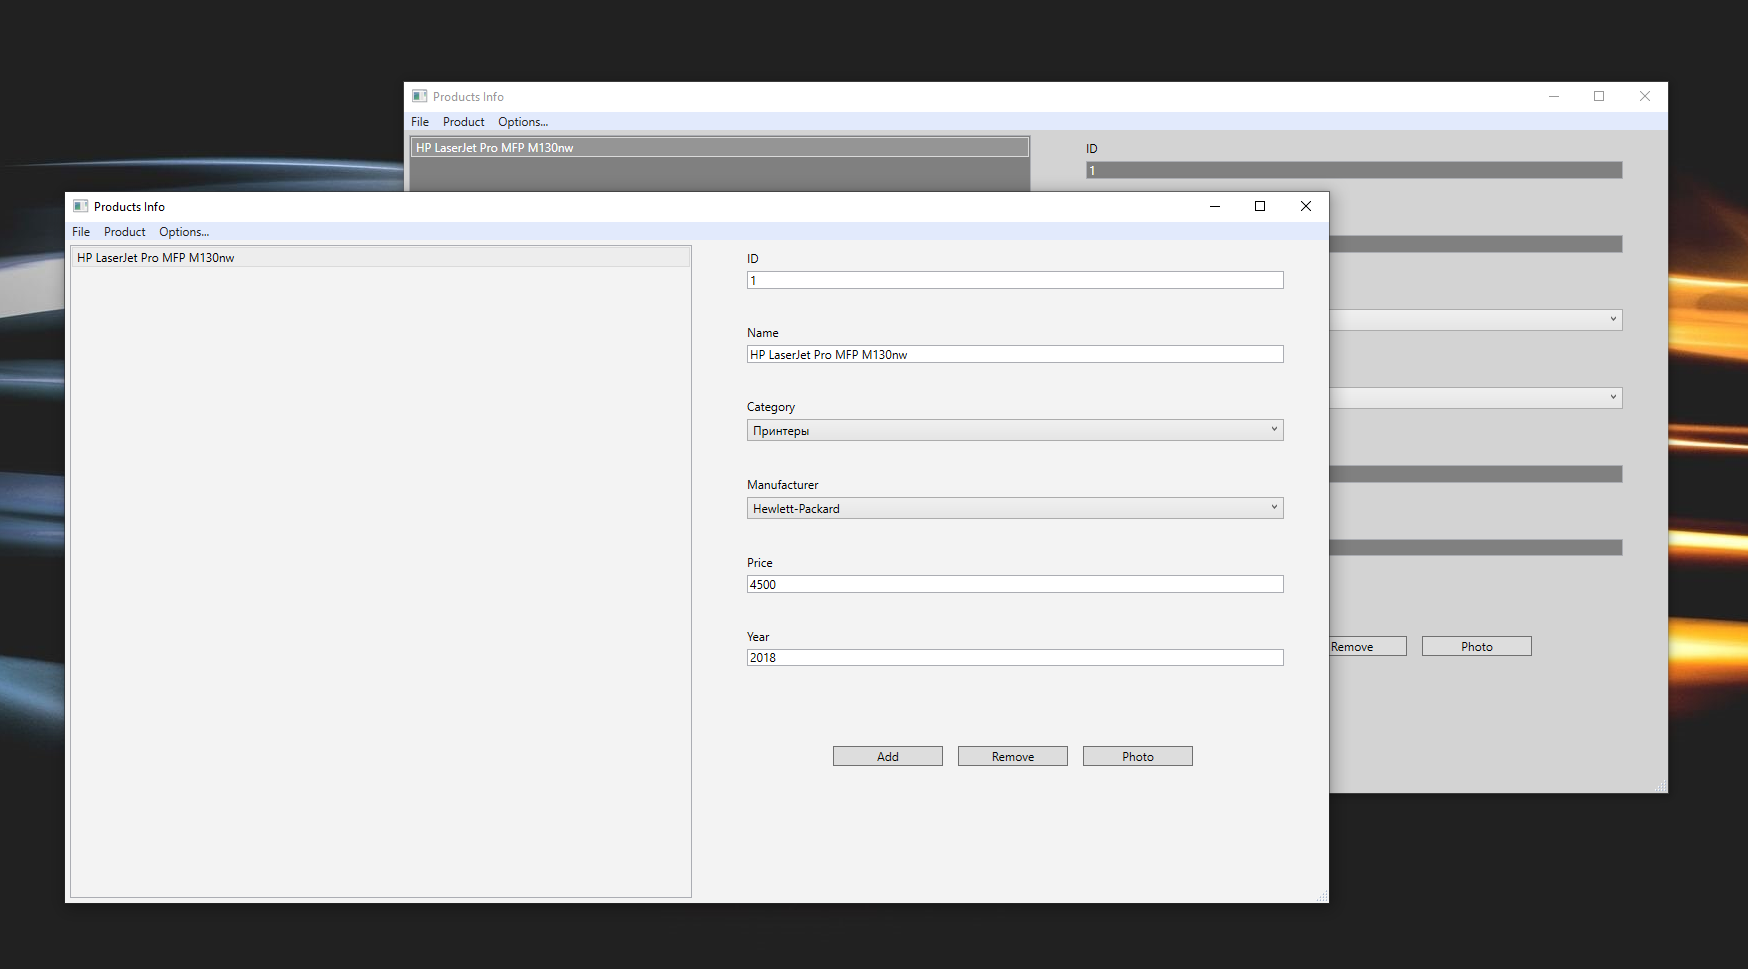 Products Info
File Product Options...
HP LaserJet Pro MFP M130nw
ID
1
Remove
Photo
Products Info
File Product Options...
HP LaserJet Pro MFP M130nw
ID
1
Name
HP LaserJet Pro MFP M130nw
Category
Принтеры
Manufacturer
Hewlett-Packard
Price
4500
Year
2018
Add
Remove
Photo